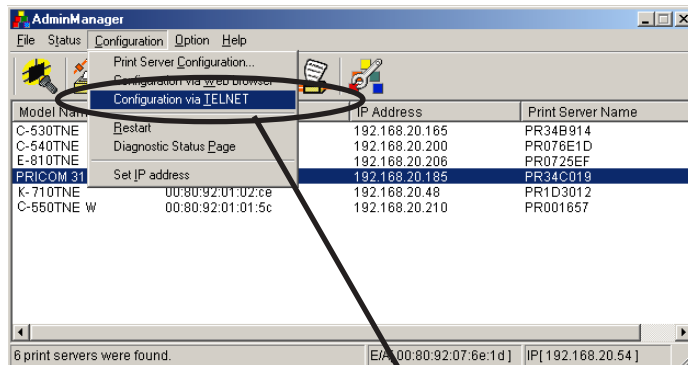 AdminManager
File Status Configuration Option Help
Print Server Configuration...
Configuration via Web Browser
Configuration via TELNET
Restart
Diagnostic Status Page
Set IP address
Model Name IP Address Print Server Name
C-530TNE 192.168.20.165 PR34B914
C-540TNE 192.168.20.200 PR076E1D
E-810TNE 192.168.20.206 PR0725EF
PRICOM 31 192.168.20.185 PR34C019
K-710TNE 00:80:92:01:02:ce 192.168.20.48 PR1D3012
C-550TNE W 00:80:92:01:01:5c 192.168.20.210 PR001657
6 print servers were found. E/A[ 00:80:92:07:6e:1d ] IP[ 192.168.20.54 ]